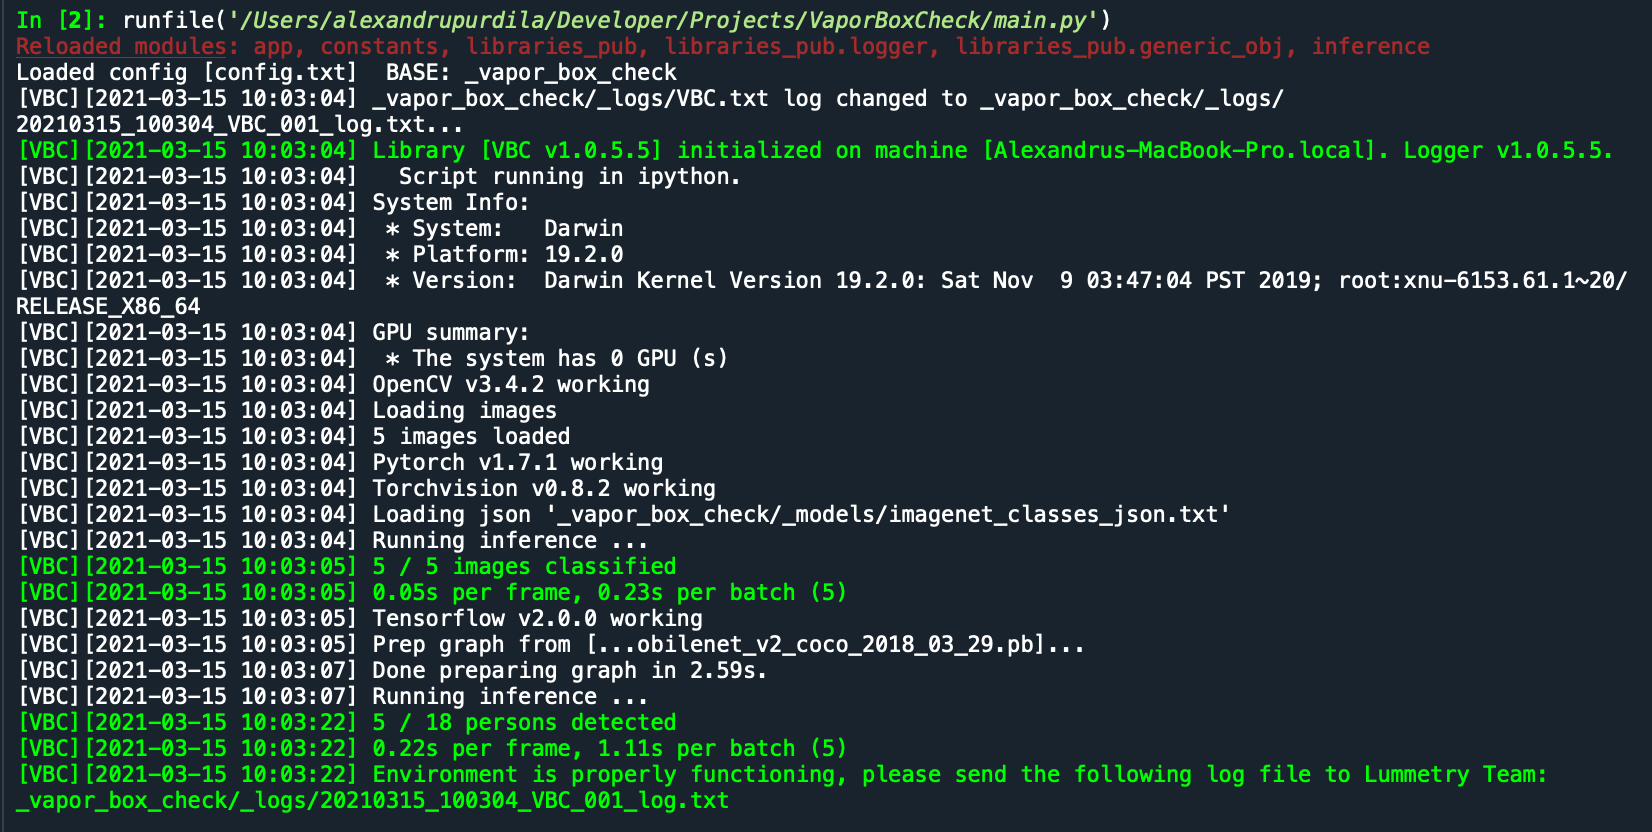 In [2]: runfile('/Users/alexandrupurdila/Developer/Projects/VaporBoxCheck/main.py')
Reloaded modules: app, constants, libraries_pub, libraries_pub.logger, libraries_pub.generic_obj, inference
Loaded config [config.txt]  BASE: _vapor_box_check
[VBC][2021-03-15 10:03:04] _vapor_box_check/_logs/VBC.txt log changed to _vapor_box_check/_logs/
20210315_100304_VBC_001_log.txt...
[VBC][2021-03-15 10:03:04] Library [VBC v1.0.5.5] initialized on machine [Alexandrus-MacBook-Pro.local]. Logger v1.0.5.5.
[VBC][2021-03-15 10:03:04]   Script running in ipython.
[VBC][2021-03-15 10:03:04] System Info:
[VBC][2021-03-15 10:03:04]  * System:   Darwin
[VBC][2021-03-15 10:03:04]  * Platform: 19.2.0
[VBC][2021-03-15 10:03:04]  * Version:  Darwin Kernel Version 19.2.0: Sat Nov  9 03:47:04 PST 2019; root:xnu-6153.61.1~20/
RELEASE_X86_64
[VBC][2021-03-15 10:03:04] GPU summary:
[VBC][2021-03-15 10:03:04]  * The system has 0 GPU (s)
[VBC][2021-03-15 10:03:04] OpenCV v3.4.2 working
[VBC][2021-03-15 10:03:04] Loading images
[VBC][2021-03-15 10:03:04] 5 images loaded
[VBC][2021-03-15 10:03:04] Pytorch v1.7.1 working
[VBC][2021-03-15 10:03:04] Torchvision v0.8.2 working
[VBC][2021-03-15 10:03:04] Loading json '_vapor_box_check/_models/imagenet_classes_json.txt'
[VBC][2021-03-15 10:03:04] Running inference ...
[VBC][2021-03-15 10:03:05] 5 / 5 images classified
[VBC][2021-03-15 10:03:05] 0.05s per frame, 0.23s per batch (5)
[VBC][2021-03-15 10:03:05] Tensorflow v2.0.0 working
[VBC][2021-03-15 10:03:05] Prep graph from [...obilenet_v2_coco_2018_03_29.pb]...
[VBC][2021-03-15 10:03:07] Done preparing graph in 2.59s.
[VBC][2021-03-15 10:03:07] Running inference ...
[VBC][2021-03-15 10:03:22] 5 / 18 persons detected
[VBC][2021-03-15 10:03:22] 0.22s per frame, 1.11s per batch (5)
[VBC][2021-03-15 10:03:22] Environment is properly functioning, please send the following log file to Lummetry Team:
_vapor_box_check/_logs/20210315_100304_VBC_001_log.txt